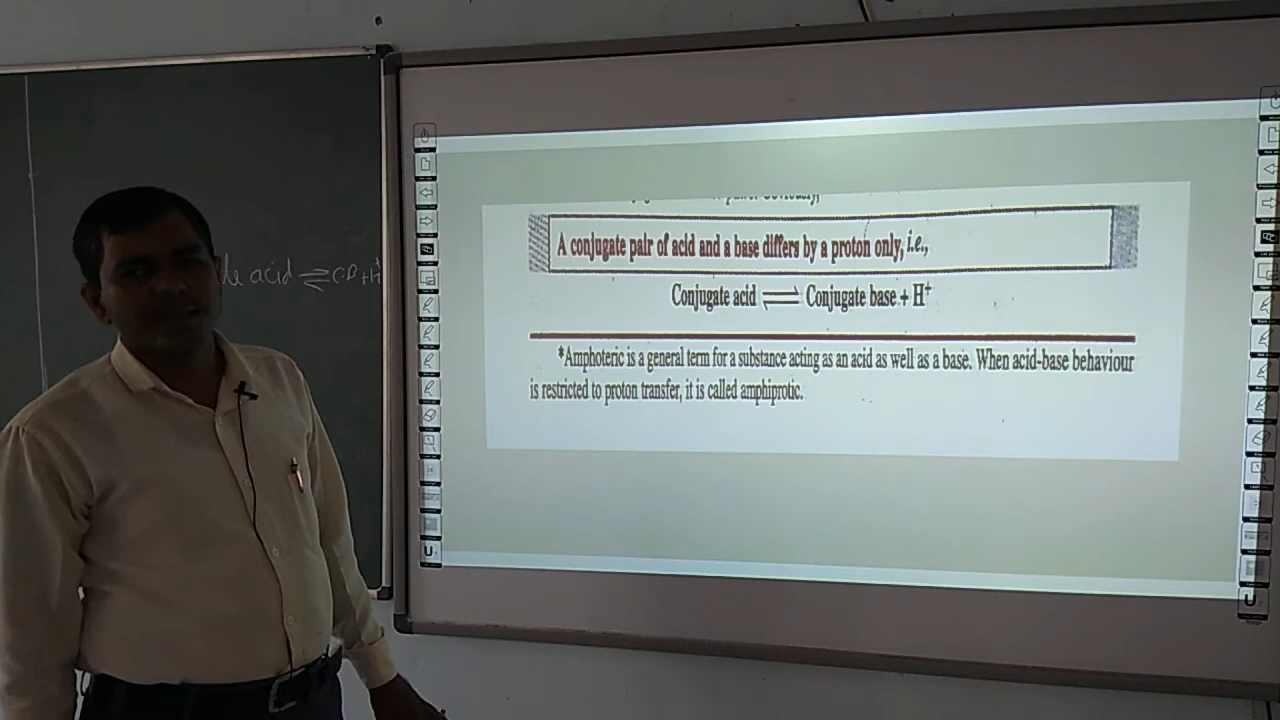 acid ⇌ CB + H⁺
A conjugate pair of acid and a base differs by a proton only, i.e.,
Conjugate acid ⇌ Conjugate base + H⁺
*Amphoteric is a general term for a substance acting as an acid as well as a base. When acid-base behaviour
is restricted to proton transfer, it is called amphiprotic.